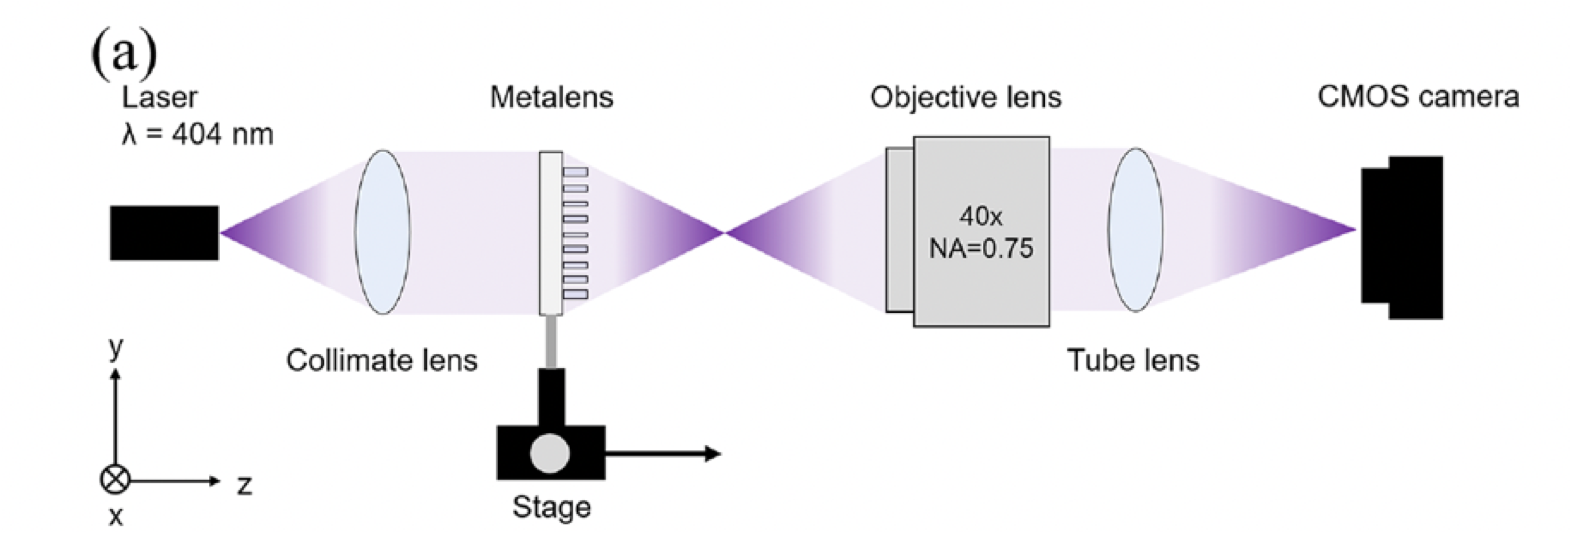 (a)
Laser
λ = 404 nm
Metalens
Objective lens
CMOS camera
40x
NA=0.75
Collimate lens
Tube lens
y
z
x
Stage